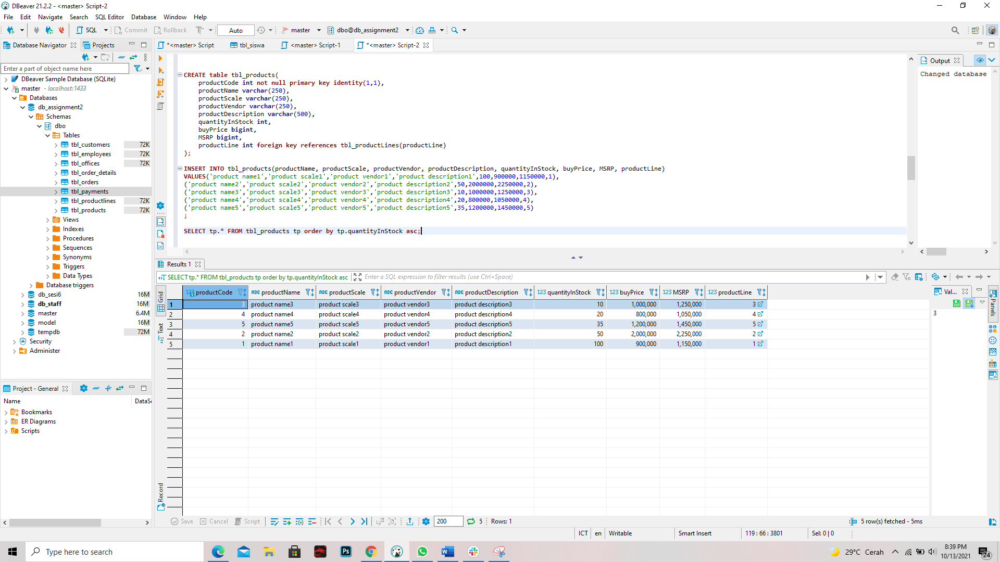 DBeaver 21.2.2 - <master> Script-2
File Edit Navigate Search SQL Editor Database Window Help
SQL Commit Rollback Auto master dbo@db_assignment2
Database Navigator Projects
*<master> Script tbl_siswa <master> Script-1 *<master> Script-2
Enter a part of object name here
DBeaver Sample Database (SQLite)
master - localhost:1433
Databases
db_assignment2
Schemas
dbo
Tables
tbl_customers 72K
tbl_employees 72K
tbl_offices 72K
tbl_order_details
tbl_orders
tbl_payments
tbl_productlines 72K
tbl_products 72K
Views
Indexes
Procedures
Sequences
Synonyms
Triggers
Data Types
Database triggers
db_sesi6 16M
db_staff 16M
master 6.4M
model 16M
tempdb 72M
Security
Administer
Project - General
Name DataSo
Bookmarks
ER Diagrams
Scripts
CREATE table tbl_products(
productCode int not null primary key identity(1,1),
productName varchar(250),
productScale varchar(250),
productVendor varchar(250),
productDescription varchar(500),
quantityInStock int,
buyPrice bigint,
MSRP bigint,
productLine int foreign key references tbl_productLines(productLine)
);
INSERT INTO tbl_products(productName, productScale, productVendor, productDescription, quantityInStock, buyPrice, MSRP, productLine)
VALUES('product name1','product scale1','product vendor1','product description1',100,900000,1150000,1),
('product name2','product scale2','product vendor2','product description2',50,2000000,2250000,2),
('product name3','product scale3','product vendor3','product description3',10,1000000,1250000,3),
('product name4','product scale4','product vendor4','product description4',20,800000,1050000,4),
('product name5','product scale5','product vendor5','product description5',35,1200000,1450000,5)
;
SELECT tp.* FROM tbl_products tp order by tp.quantityInStock asc;
Output
Changed database
Results 1
SELECT tp.* FROM tbl_products tp order by tp.quantityInStock asc Enter a SQL expression to filter results (use Ctrl+Space)
Grid
Text
Record
123 productCode ABC productName ABC productScale ABC productVendor ABC productDescription 123 quantityInStock 123 buyPrice 123 MSRP 123 productLine
1 3 product name3 product scale3 product vendor3 product description3 10 1,000,000 1,250,000 3
2 4 product name4 product scale4 product vendor4 product description4 20 800,000 1,050,000 4
3 5 product name5 product scale5 product vendor5 product description5 35 1,200,000 1,450,000 5
4 2 product name2 product scale2 product vendor2 product description2 50 2,000,000 2,250,000 2
5 1 product name1 product scale1 product vendor1 product description1 100 900,000 1,150,000 1
Val...
3
Panels
Save Cancel Script 200 5 Rows: 1 5 row(s) fetched - 5ms
ICT en Writable Smart Insert 119 : 66 : 3801 Sel: 0 | 0
Type here to search
Ps
29°C Cerah
8:39 PM
10/13/2021
24